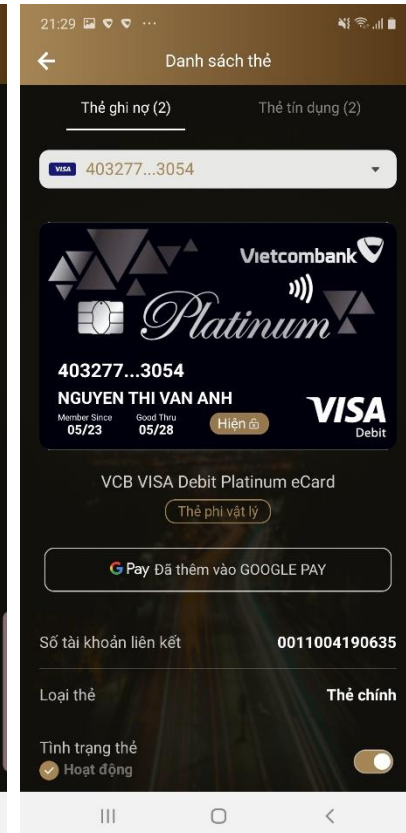 21:29
Danh sách thẻ
Thẻ ghi nợ (2) Thẻ tín dụng (2)
VISA 403277...3054
Vietcombank
Platinum
403277...3054
NGUYEN THI VAN ANH
Member Since Good Thru
05/23 05/28
Hiện
VISA
Debit
VCB VISA Debit Platinum eCard
Thẻ phi vật lý
G Pay Đã thêm vào GOOGLE PAY
Số tài khoản liên kết 0011004190635
Loại thẻ Thẻ chính
Tình trạng thẻ
Hoạt động